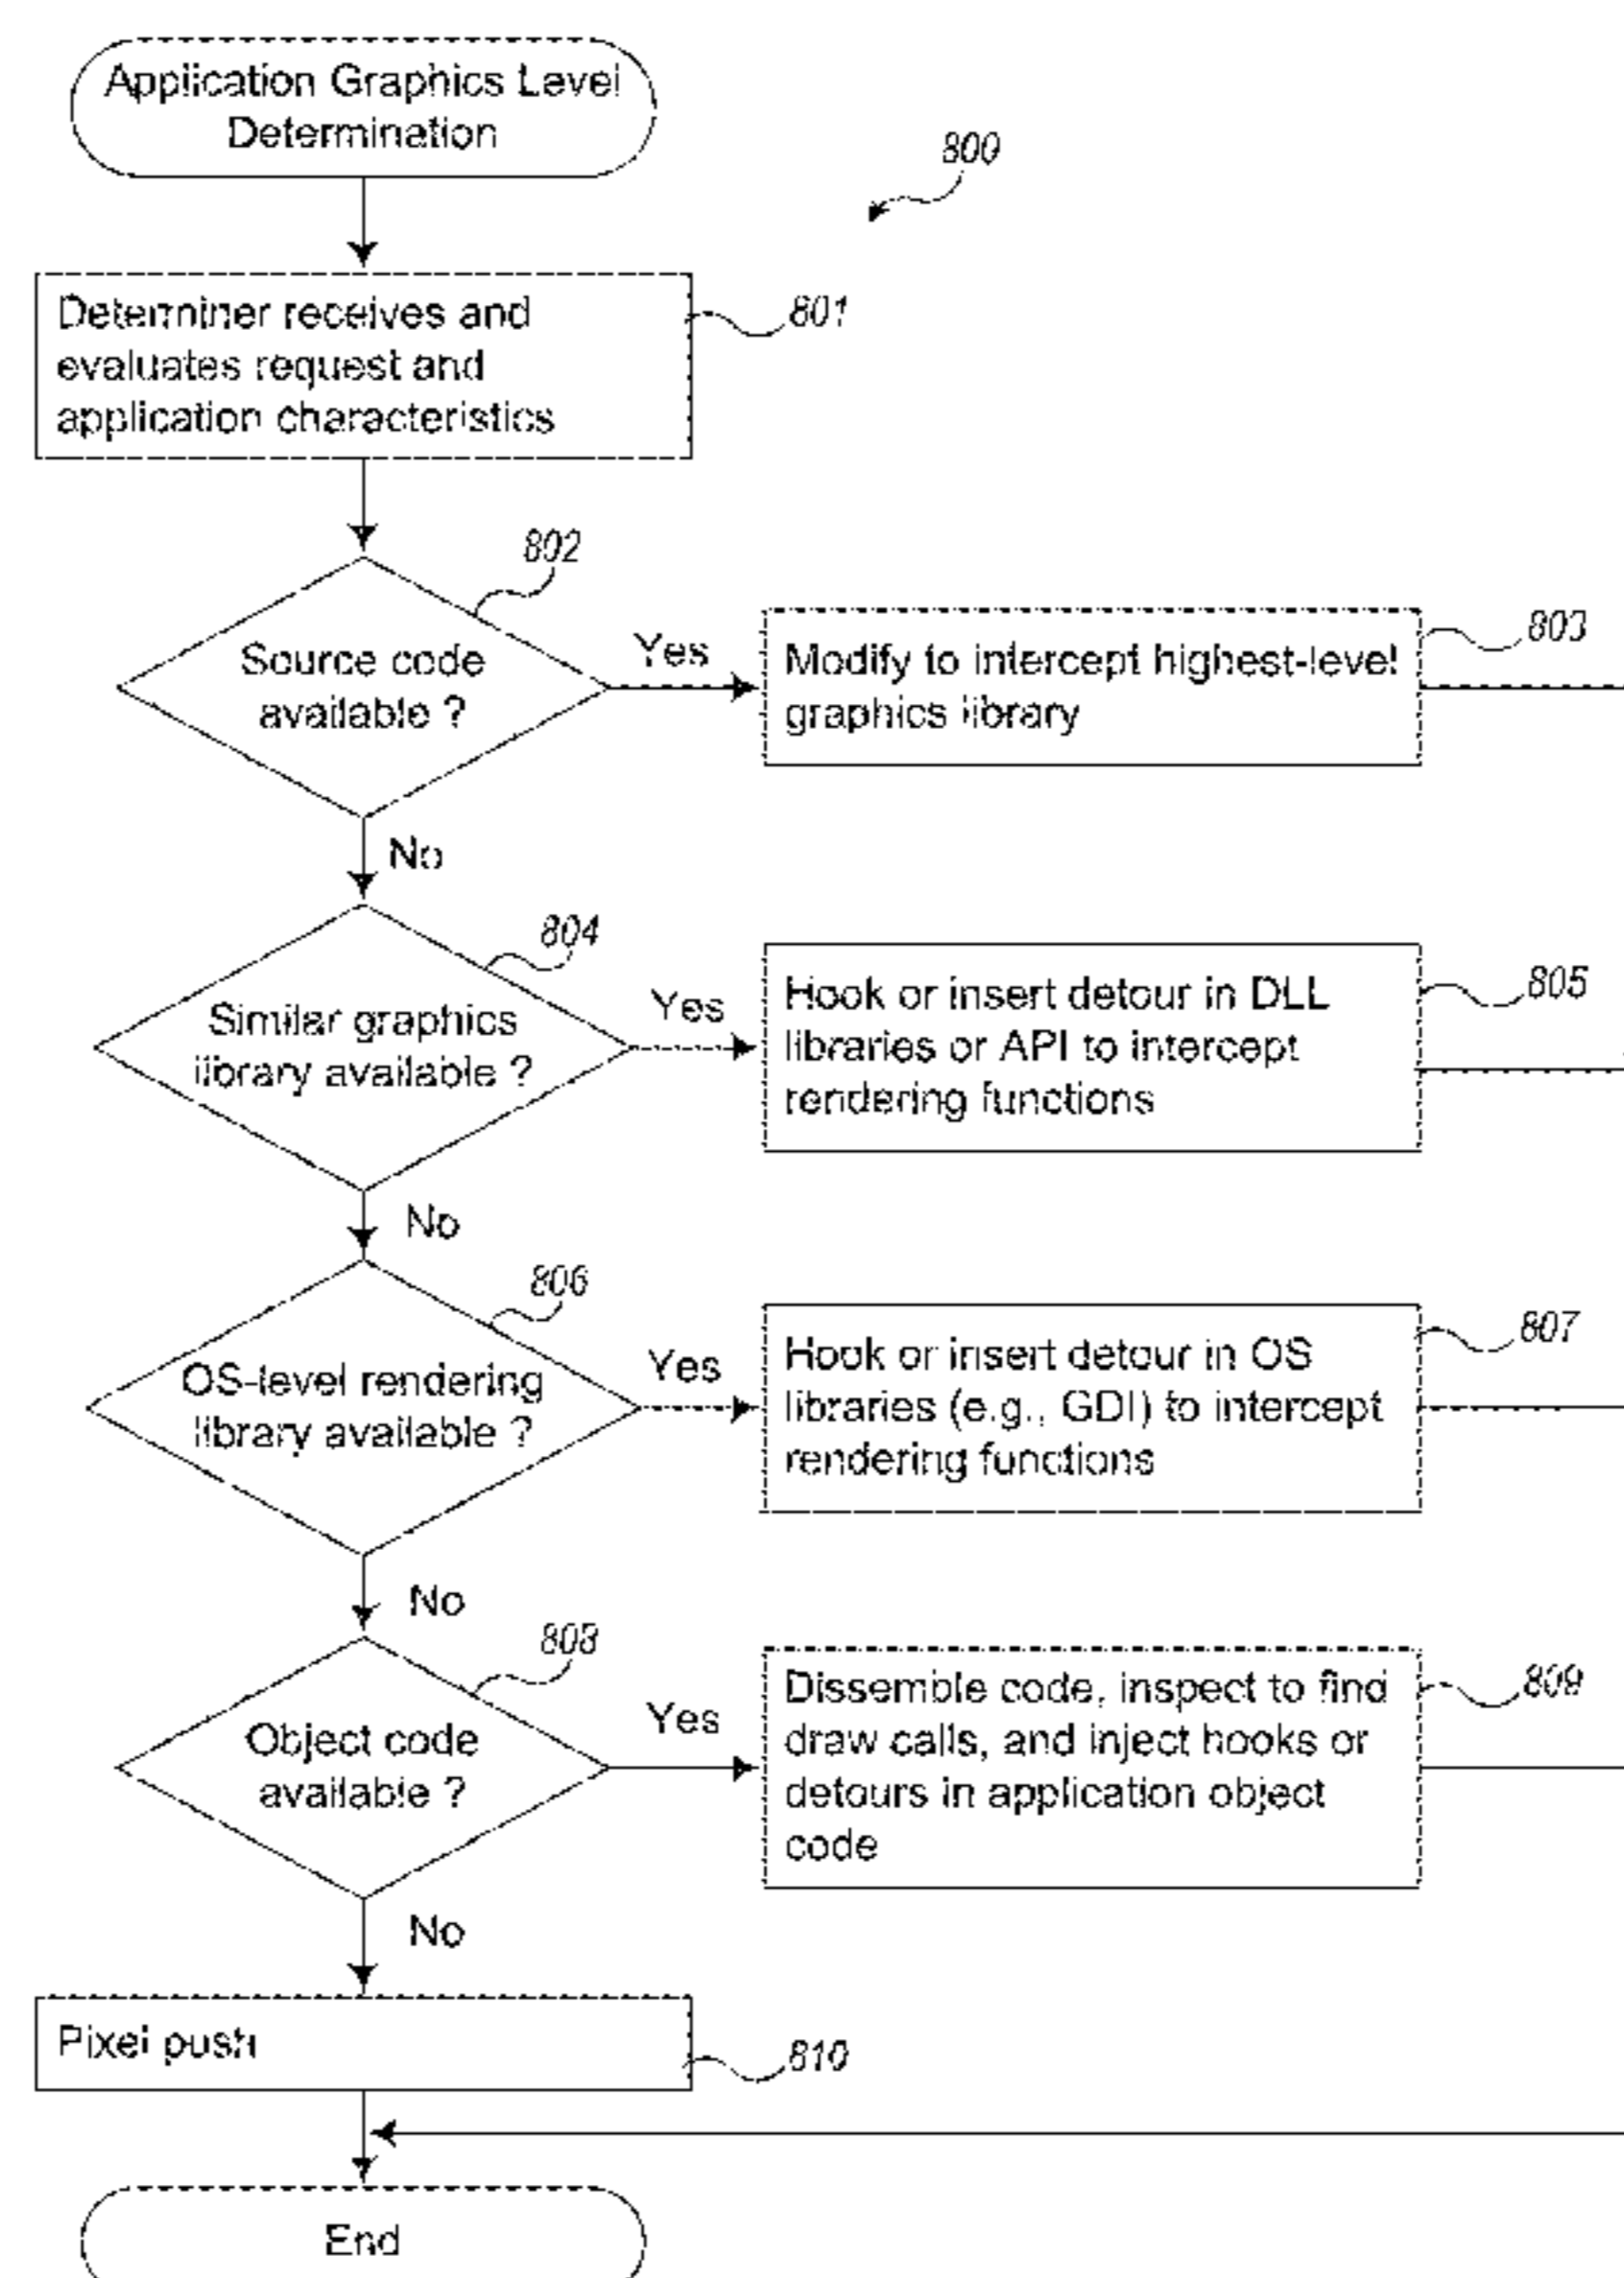 Application Graphics Level
Determination
800
Determiner receives and
evaluates request and
application characteristics
801
802
Source code
available ?
Yes
Modify to intercept highest-level
graphics library
803
No
804
Similar graphics
library available ?
Yes
Hook or insert detour in DLL
libraries or API to intercept
rendering functions
805
No
806
OS-level rendering
library available ?
Yes
Hook or insert detour in OS
libraries (e.g., GDI) to intercept
rendering functions
807
No
808
Object code
available ?
Yes
Dissemble code, inspect to find
draw calls, and inject hooks or
detours in application object
code
809
No
Pixel push
810
End